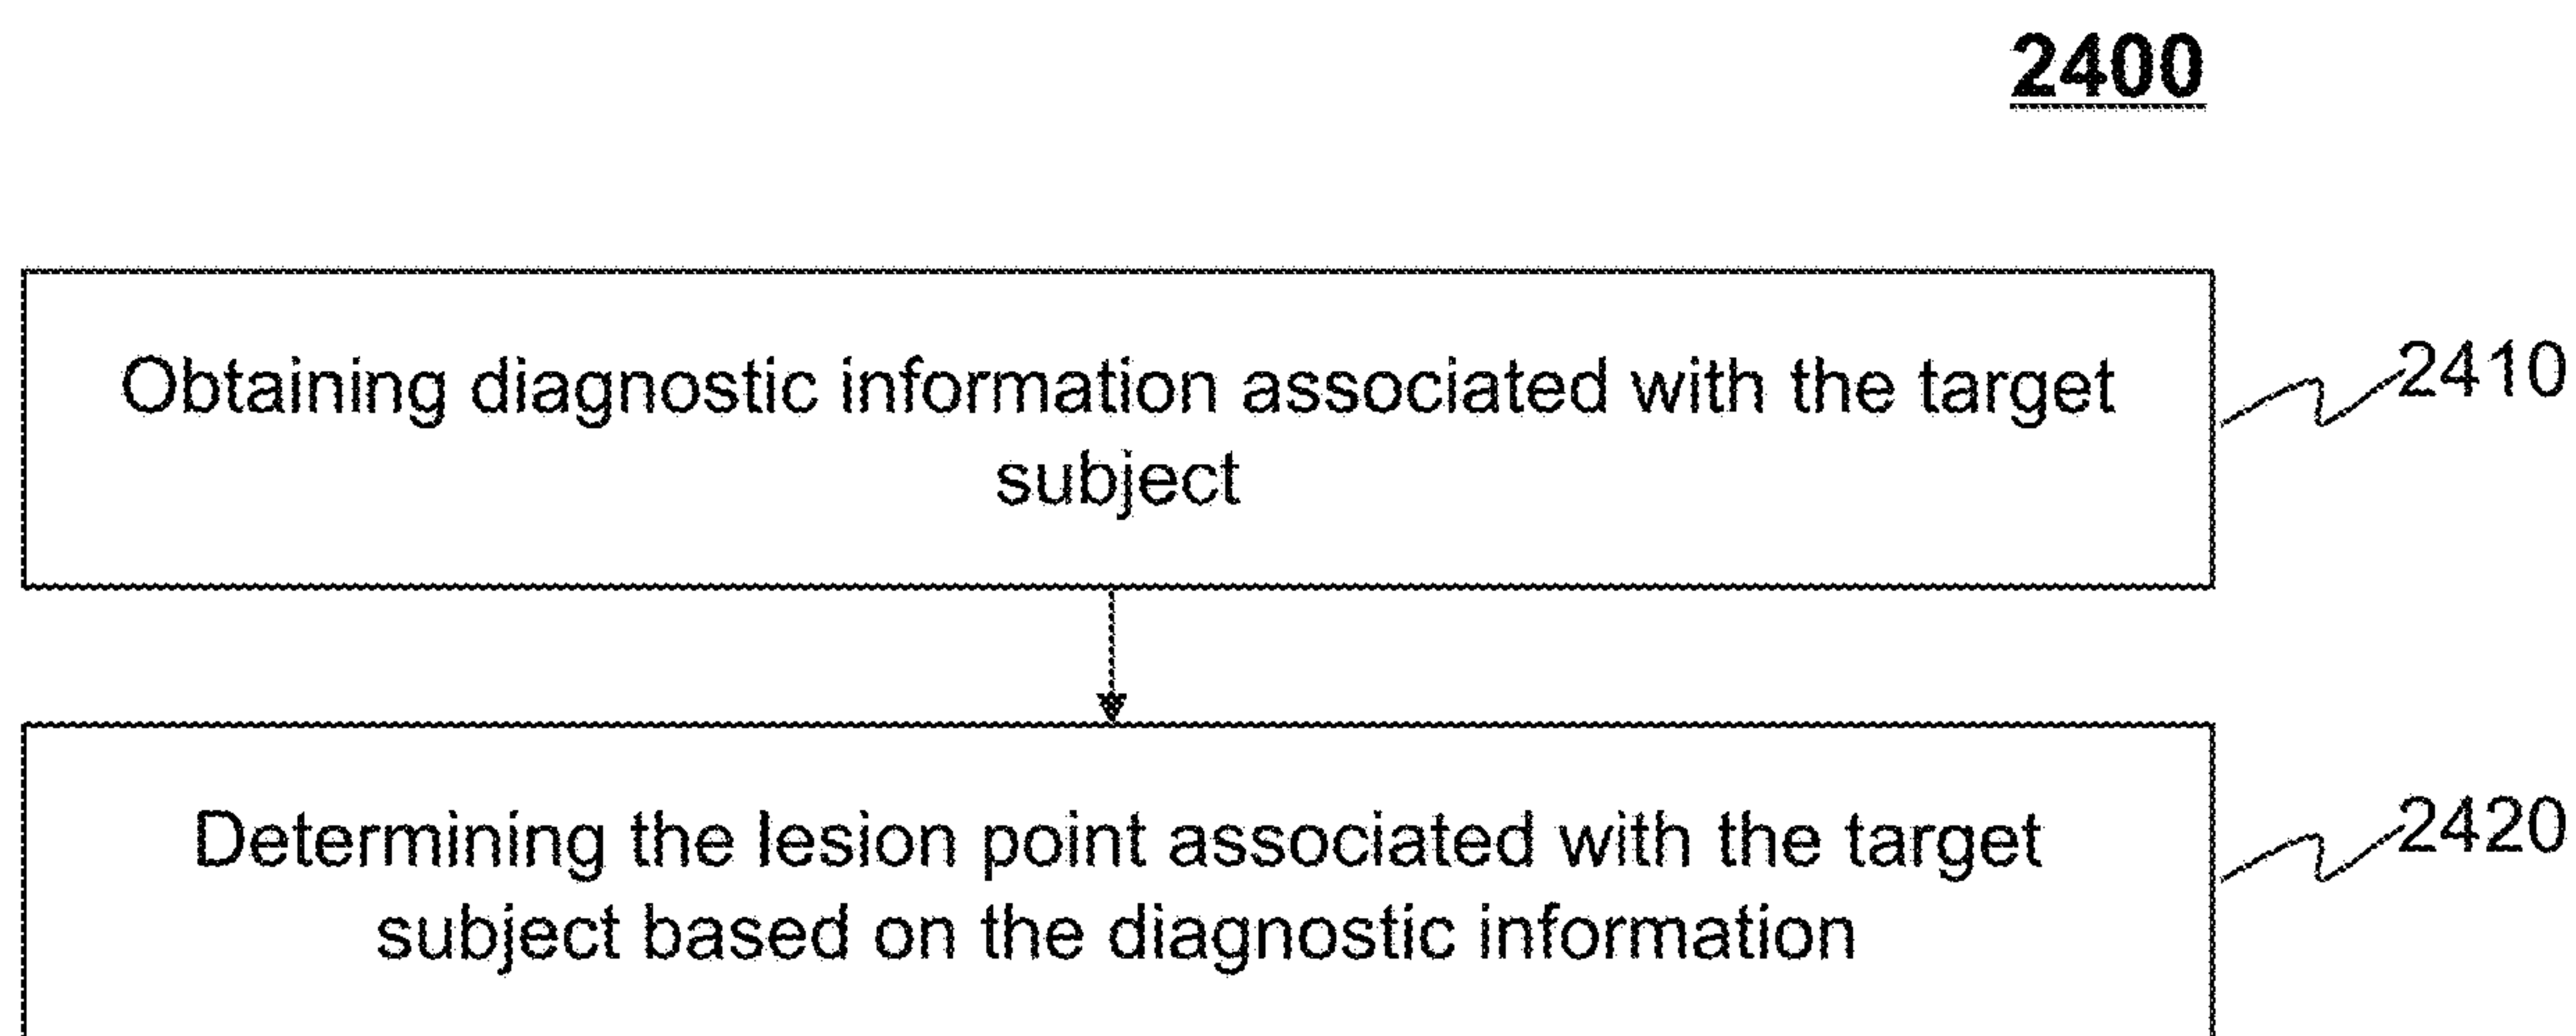 2400
Obtaining diagnostic information associated with the target
subject
2410
Determining the lesion point associated with the target
subject based on the diagnostic information
2420